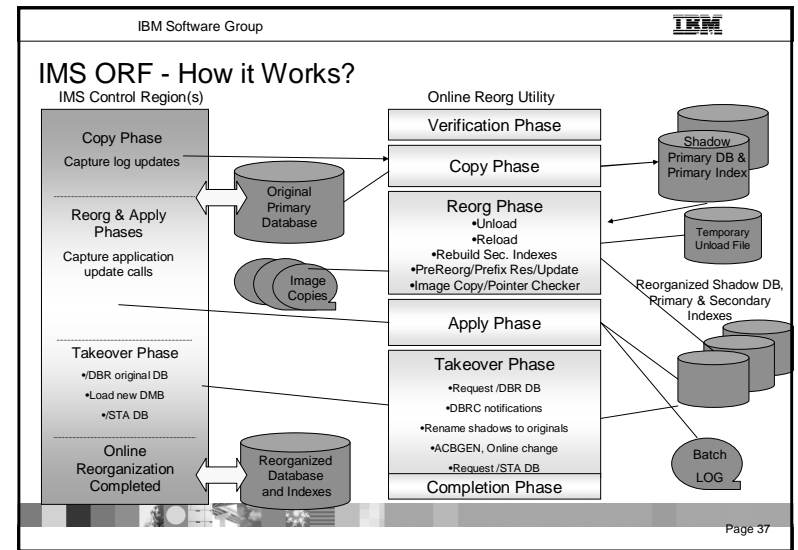 IBM Software Group
IBM
IMS ORF - How it Works?
IMS Control Region(s)
Copy Phase
Capture log updates
Reorg & Apply
Phases
Capture application
update calls
Takeover Phase
•/DBR original DB
•Load new DMB
•/STA DB
Online
Reorganization
Completed
Original
Primary
Database
Image
Copies
Reorganized
Database
and Indexes
Online Reorg Utility
Verification Phase
Copy Phase
Reorg Phase
•Unload
•Reload
•Rebuild Sec. Indexes
•PreReorg/Prefix Res/Update
•Image Copy/Pointer Checker
Apply Phase
Takeover Phase
•Request /DBR DB
•DBRC notifications
•Rename shadows to originals
•ACBGEN, Online change
•Request /STA DB
Completion Phase
Shadow
Primary DB &
Primary Index
Temporary
Unload File
Reorganized Shadow DB,
Primary & Secondary
Indexes
Batch
LOG
Page 37